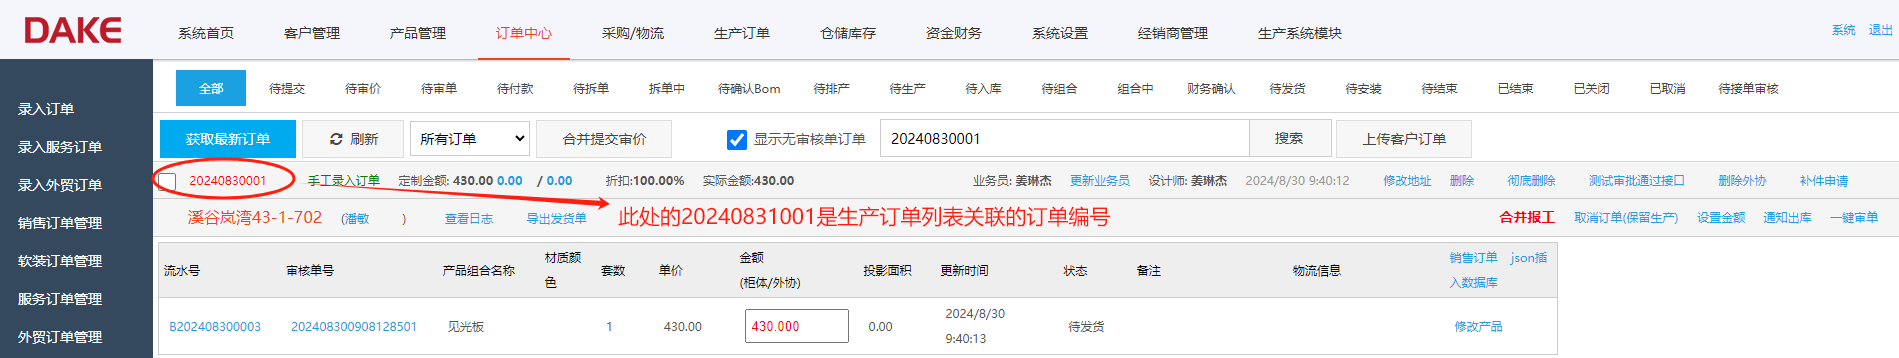 DAKE 系统首页 客户管理 产品管理 订单中心 采购/物流 生产订单 仓储库存 资金财务 系统设置 经销商管理 生产系统模块 系统 退出
全部 待提交 待审价 待审单 待付款 待拆单 拆单中 待确认Bom 待排产 待生产 待入库 待组合 组合中 财务确认 待发货 待安装 待结束 已结束 已关闭 已取消 待接单审核
录入订单
录入服务订单
录入外贸订单
销售订单管理
软装订单管理
服务订单管理
外贸订单管理
获取最新订单 刷新 所有订单 合并提交审价 显示无审核单订单 20240830001 搜索 上传客户订单
20240830001 手工录入订单 定制金额: 430.00 0.00 / 0.00 折扣:100.00% 实际金额:430.00 业务员: 姜琳杰 更新业务员 设计师: 姜琳杰 2024/8/30 9:40:12 修改地址 删除 彻底删除 测试审批通过接口 删除外协 补件申请
溪谷岚湾43-1-702 (潘敏 ) 查看日志 导出发货单 此处的20240831001是生产订单列表关联的订单编号 合并报工 取消订单(保留生产) 设置金额 通知出库 一键审单
流水号 审核单号 产品组合名称 材质颜色 套数 单价 金额 (柜体/外协) 投影面积 更新时间 状态 备注 物流信息 销售订单 json插入数据库
B202408300003 202408300908128501 见光板 1 430.00 430.000 0.00 2024/8/30 9:40:13 待发货 修改产品